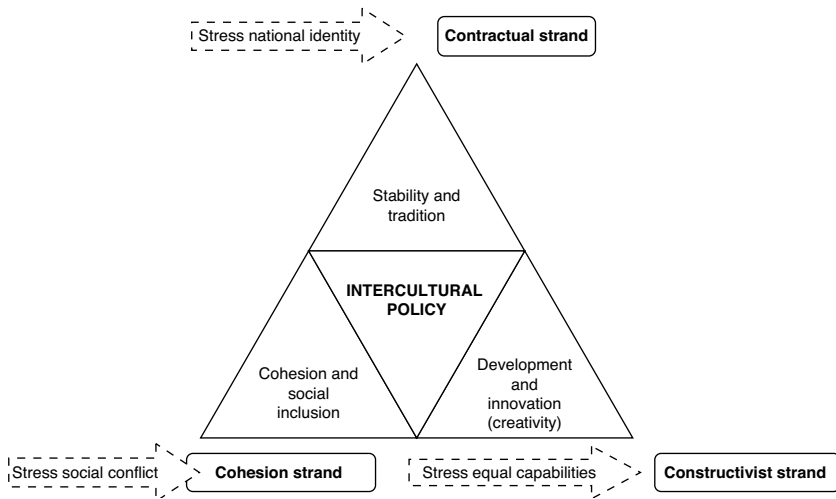 Stress national identity
Contractual strand
Stability and
tradition
INTERCULTURAL
POLICY
Cohesion and
social
inclusion
Development
and
innovation
(creativity)
Stress social conflict
Cohesion strand
Stress equal capabilities
Constructivist strand